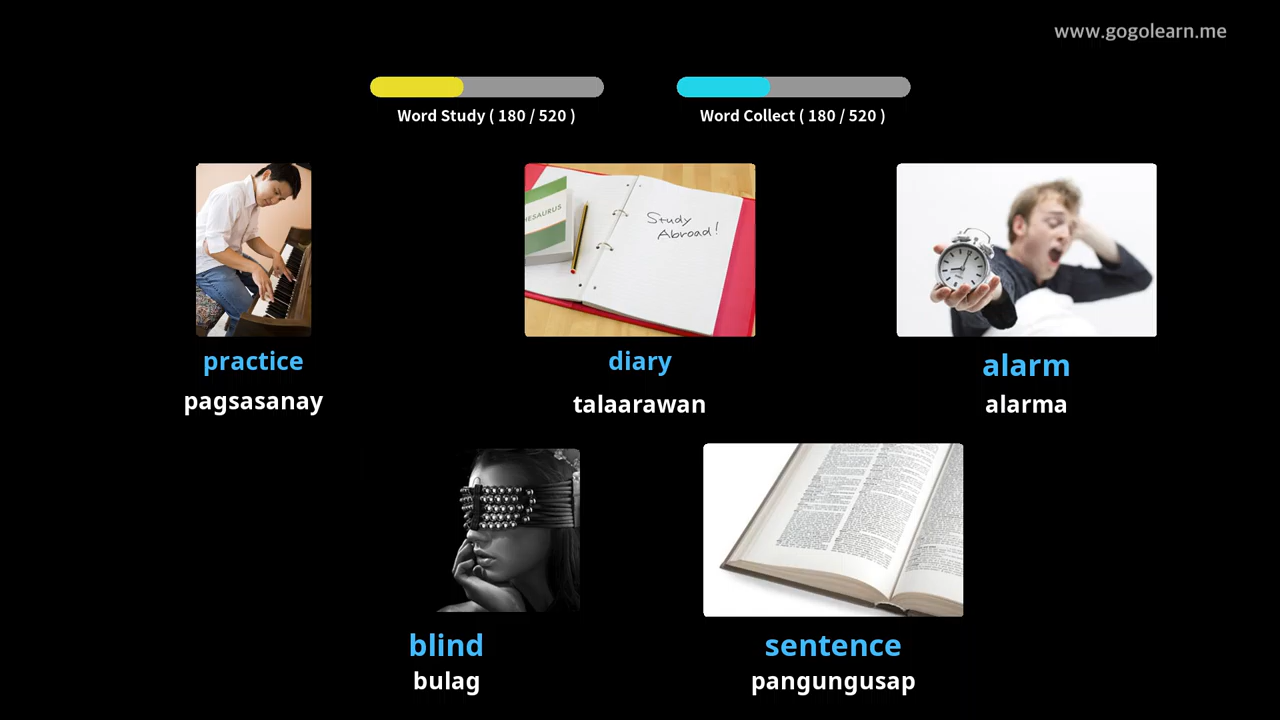 www.gogolearn.me
Word Study ( 180 / 520 )
Word Collect ( 180 / 520 )
HESAURUS
Study
Abroad!
practice
diary
alarm
pagsasanay
talaarawan
alarma
blind
sentence
bulag
pangungusap